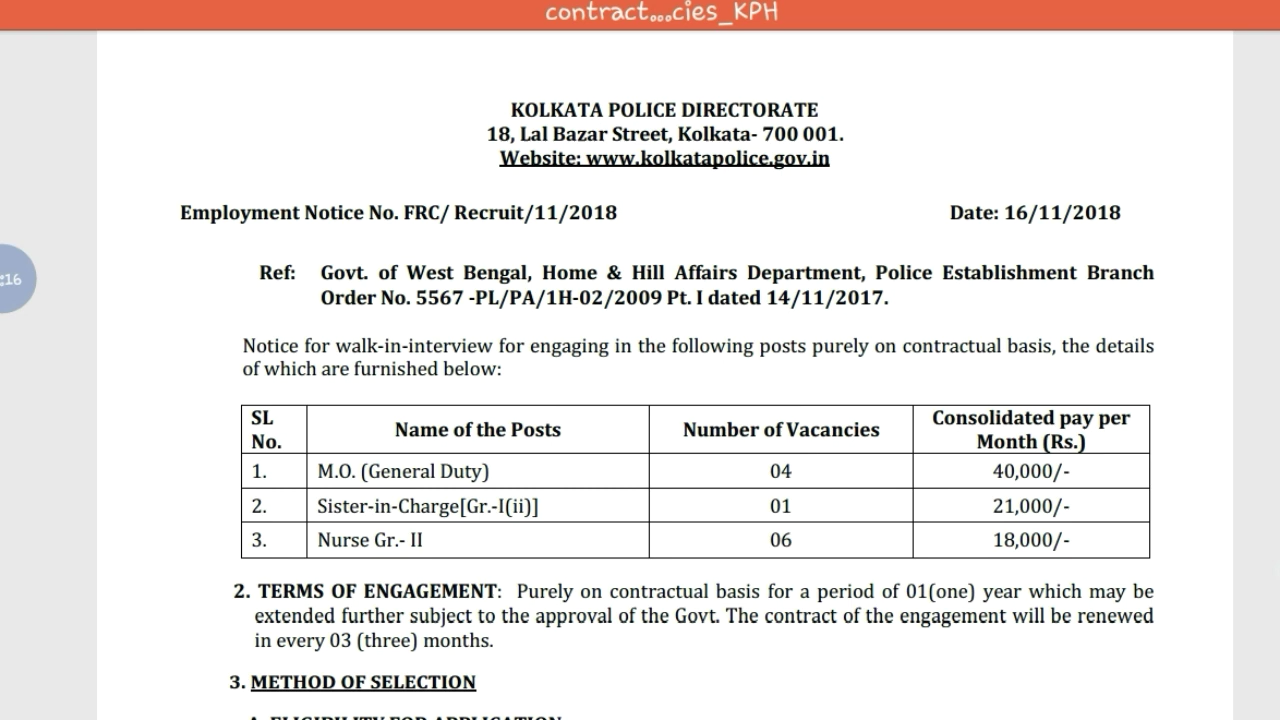 contract...cies_KPH
KOLKATA POLICE DIRECTORATE
18, Lal Bazar Street, Kolkata- 700 001.
Website: www.kolkatapolice.gov.in
Employment Notice No. FRC/ Recruit/11/2018 Date: 16/11/2018
Ref: Govt. of West Bengal, Home & Hill Affairs Department, Police Establishment Branch
Order No. 5567 -PL/PA/1H-02/2009 Pt. I dated 14/11/2017.
:16
Notice for walk-in-interview for engaging in the following posts purely on contractual basis, the details
of which are furnished below:
SL No. Name of the Posts Number of Vacancies Consolidated pay per Month (Rs.)
1. M.O. (General Duty) 04 40,000/-
2. Sister-in-Charge[Gr.-I(ii)] 01 21,000/-
3. Nurse Gr.- II 06 18,000/-
2. TERMS OF ENGAGEMENT: Purely on contractual basis for a period of 01(one) year which may be
extended further subject to the approval of the Govt. The contract of the engagement will be renewed
in every 03 (three) months.
3. METHOD OF SELECTION
A. ELIGIBILITY FOR APPLICATION